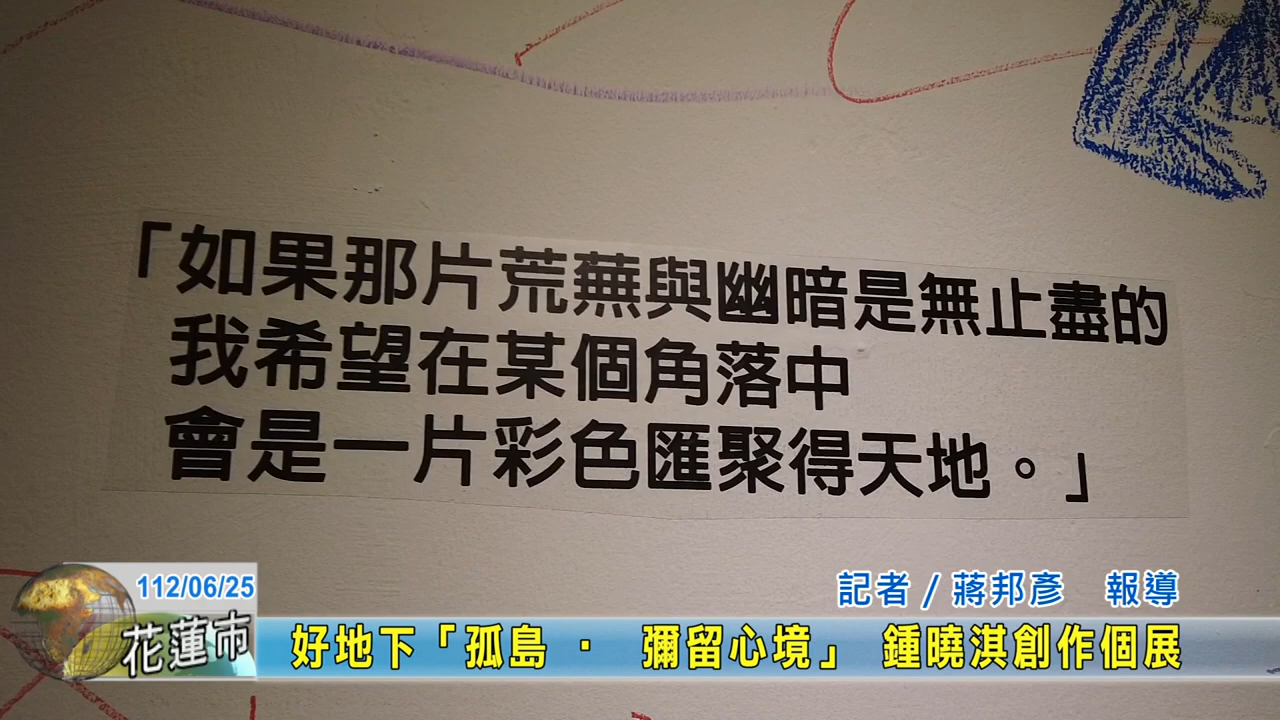 「如果那片荒蕪與幽暗是無止盡的
我希望在某個角落中
會是一片彩色匯聚得天地。」
112/06/25
記者/蔣邦彥 報導
花蓮市
好地下「孤島 · 彌留心境」 鍾曉淇創作個展